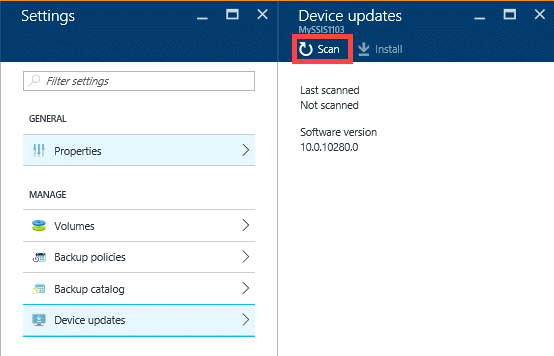 Settings
Filter settings
GENERAL
Properties
MANAGE
Volumes
Backup policies
Backup catalog
Device updates
Device updates
MySSIS1103
Scan
Install
Last scanned
Not scanned
Software version
10.0.10280.0